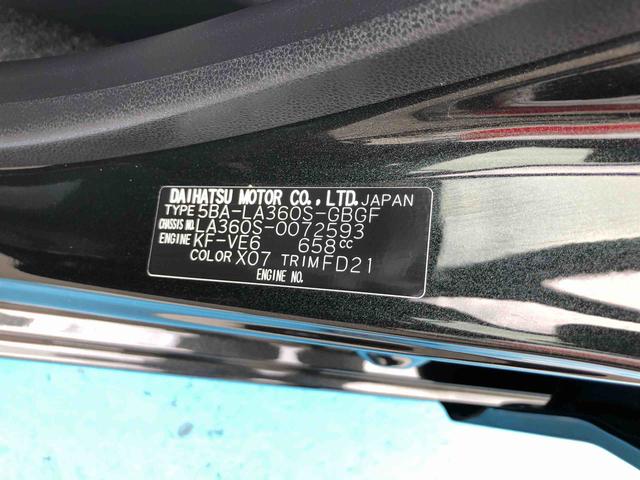 DAIHATSU MOTOR CO., LTD. JAPAN
TYPE 5BA-LA360S-GBGF
CHASSIS NO. LA360S-0072593
ENGINE KF-VE6 658cc
COLOR X07 TRIM FD21
ENGINE NO.